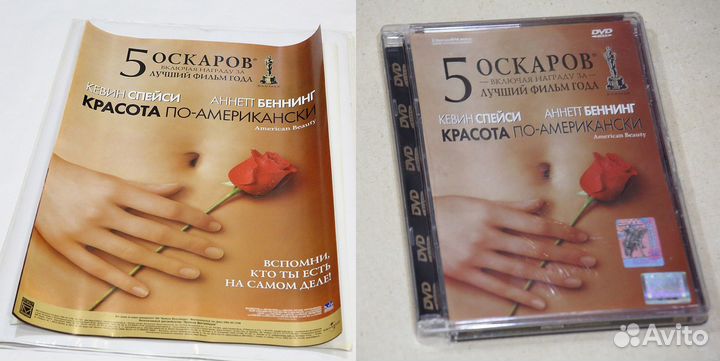 5 ОСКАРОВ®
ВКЛЮЧАЯ НАГРАДУ ЗА
ЛУЧШИЙ ФИЛЬМ ГОДА
КЕВИН СПЕЙСИ АННЕТТ БЕННИНГ
КРАСОТА ПО-АМЕРИКАНСКИ
American Beauty
ВСПОМНИ,
КТО ТЫ ЕСТЬ
НА САМОМ ДЕЛЕ!
DVD
5 ОСКАРОВ®
ВКЛЮЧАЯ НАГРАДУ ЗА
ЛУЧШИЙ ФИЛЬМ ГОДА
КЕВИН СПЕЙСИ АННЕТТ БЕННИНГ
КРАСОТА ПО-АМЕРИКАНСКИ
American Beauty
DVD
DVD
DVD
DVD
DVD
DVD
Avito